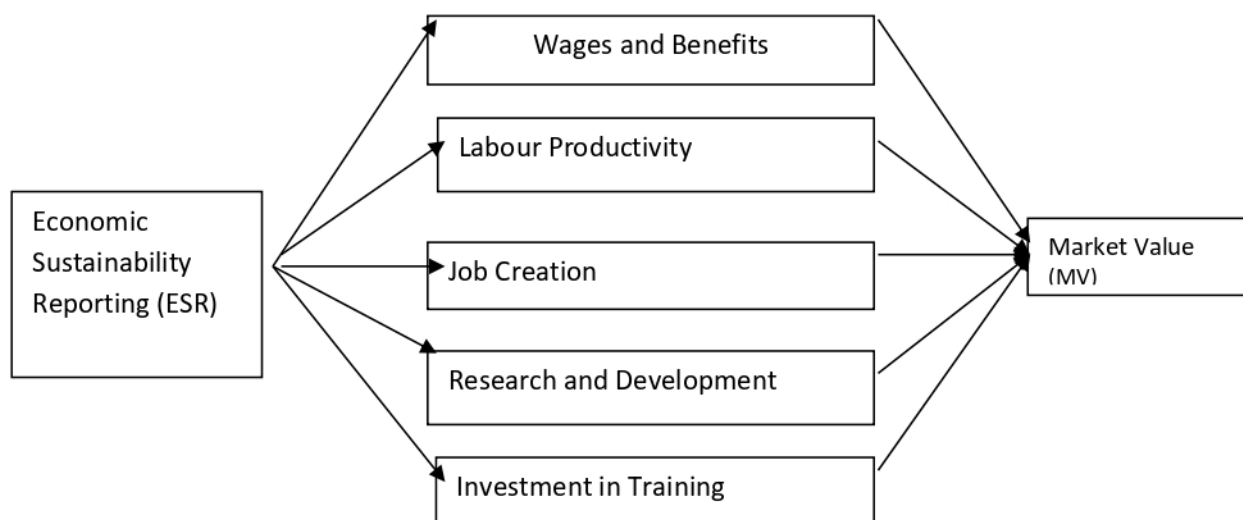 Wages and Benefits
Labour Productivity
Economic
Sustainability
Reporting (ESR)
Job Creation
Market Value
(MV)
Research and Development
Investment in Training